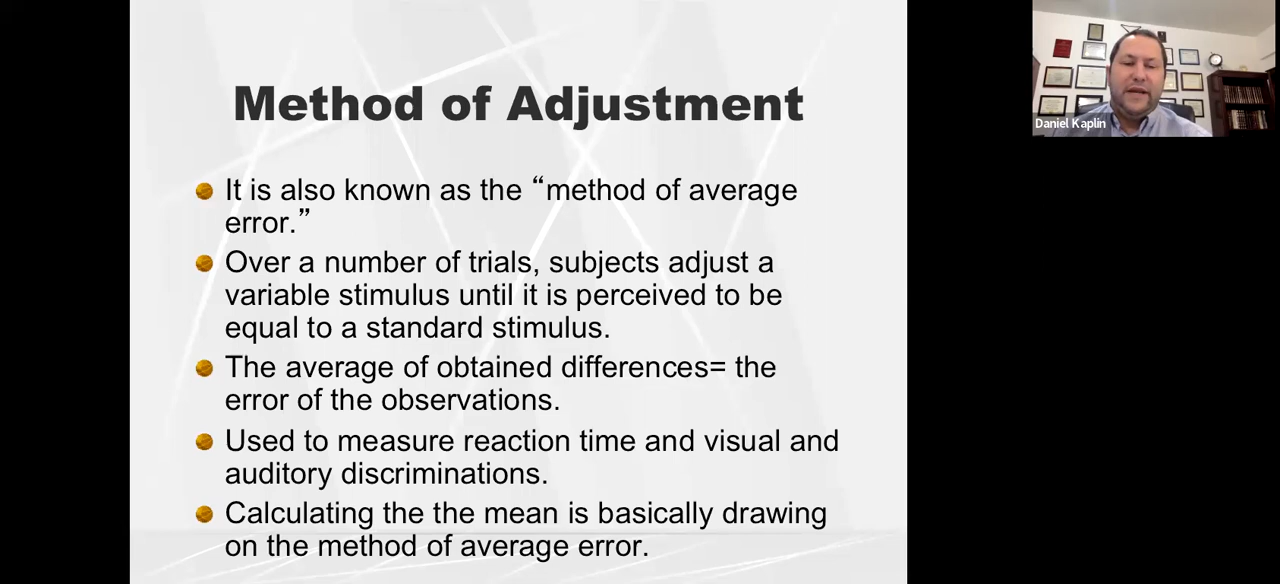 Method of Adjustment
It is also known as the “method of average
error.”
Over a number of trials, subjects adjust a
variable stimulus until it is perceived to be
equal to a standard stimulus.
The average of obtained differences= the
error of the observations.
Used to measure reaction time and visual and
auditory discriminations.
Calculating the the mean is basically drawing
on the method of average error.
Daniel Kaplin